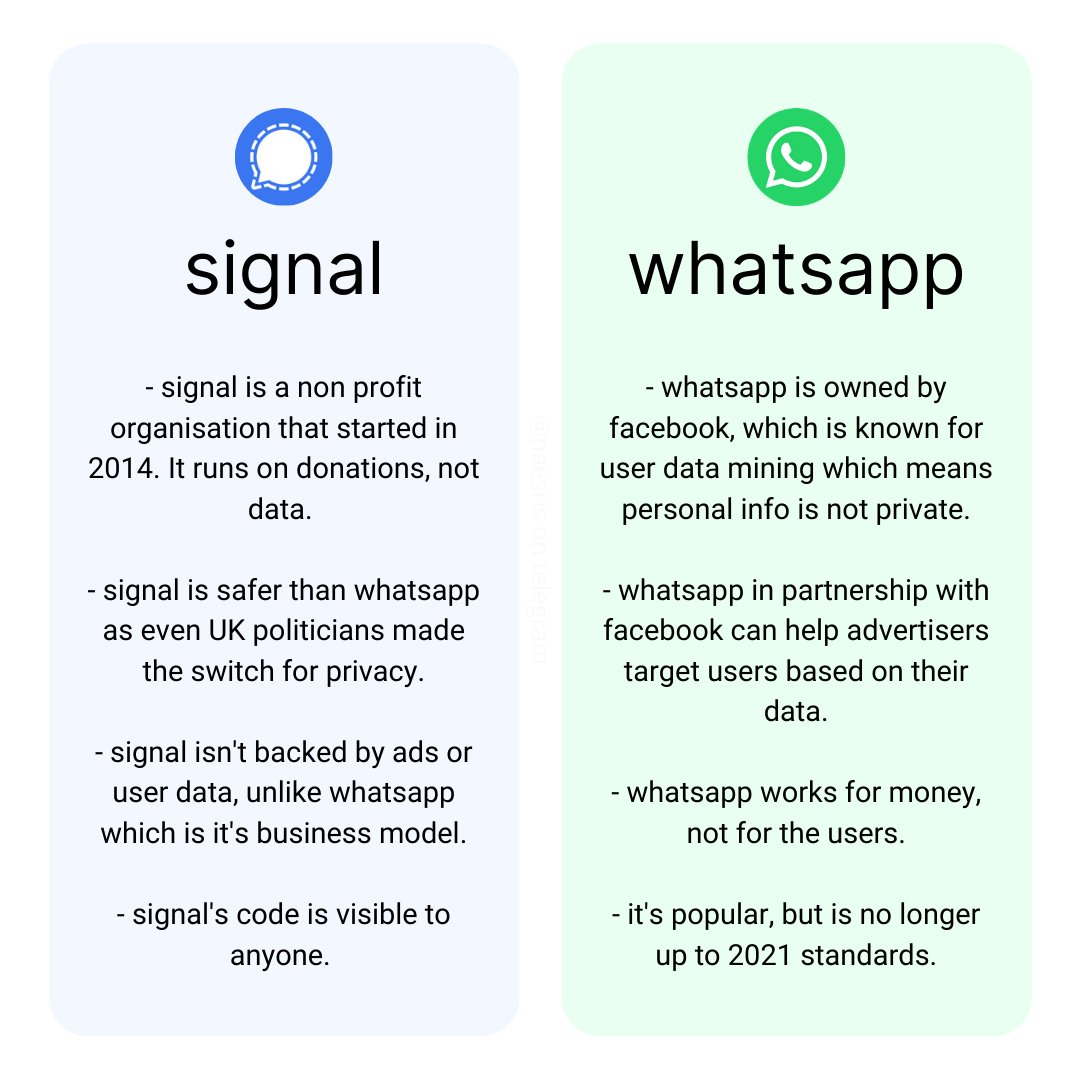 signal
- signal is a non profit
organisation that started in
2014. It runs on donations, not
data.
- signal is safer than whatsapp
as even UK politicians made
the switch for privacy.
- signal isn't backed by ads or
user data, unlike whatsapp
which is it's business model.
- signal's code is visible to
anyone.
whatsapp
- whatsapp is owned by
facebook, which is known for
user data mining which means
personal info is not private.
- whatsapp in partnership with
facebook can help advertisers
target users based on their
data.
- whatsapp works for money,
not for the users.
- it's popular, but is no longer
up to 2021 standards.
on telegram